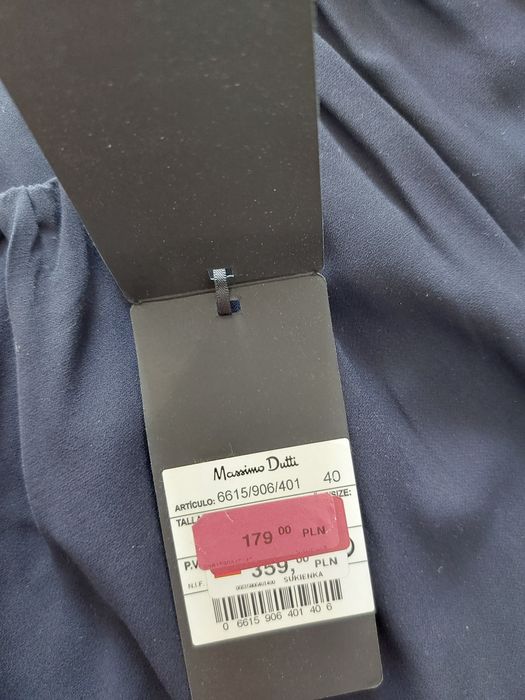 Massimo Dutti
ARTÍCULO: 6615/906/401 40
TALLA SIZE:
179 00 PLN
P.V
359, PLN
N.I.F. SUKIENKA
0 6615 906 401 40 6